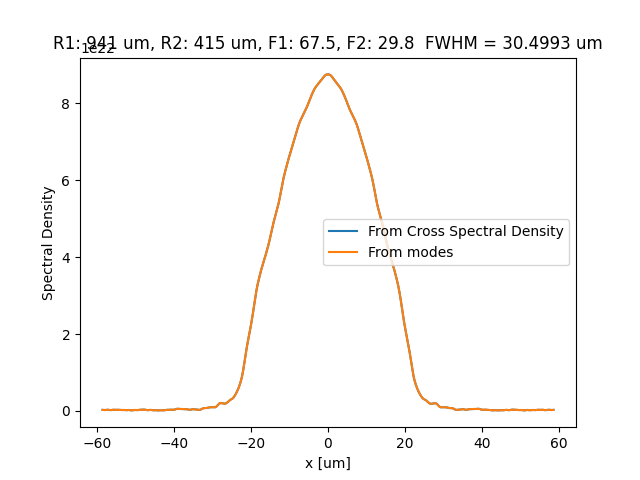 R1: 941 um, R2: 415 um, F1: 67.5, F2: 29.8  FWHM = 30.4993 um
1e22
8
6
4
2
0
Spectral Density
From Cross Spectral Density
From modes
−60 −40 −20 0 20 40 60
x [um]